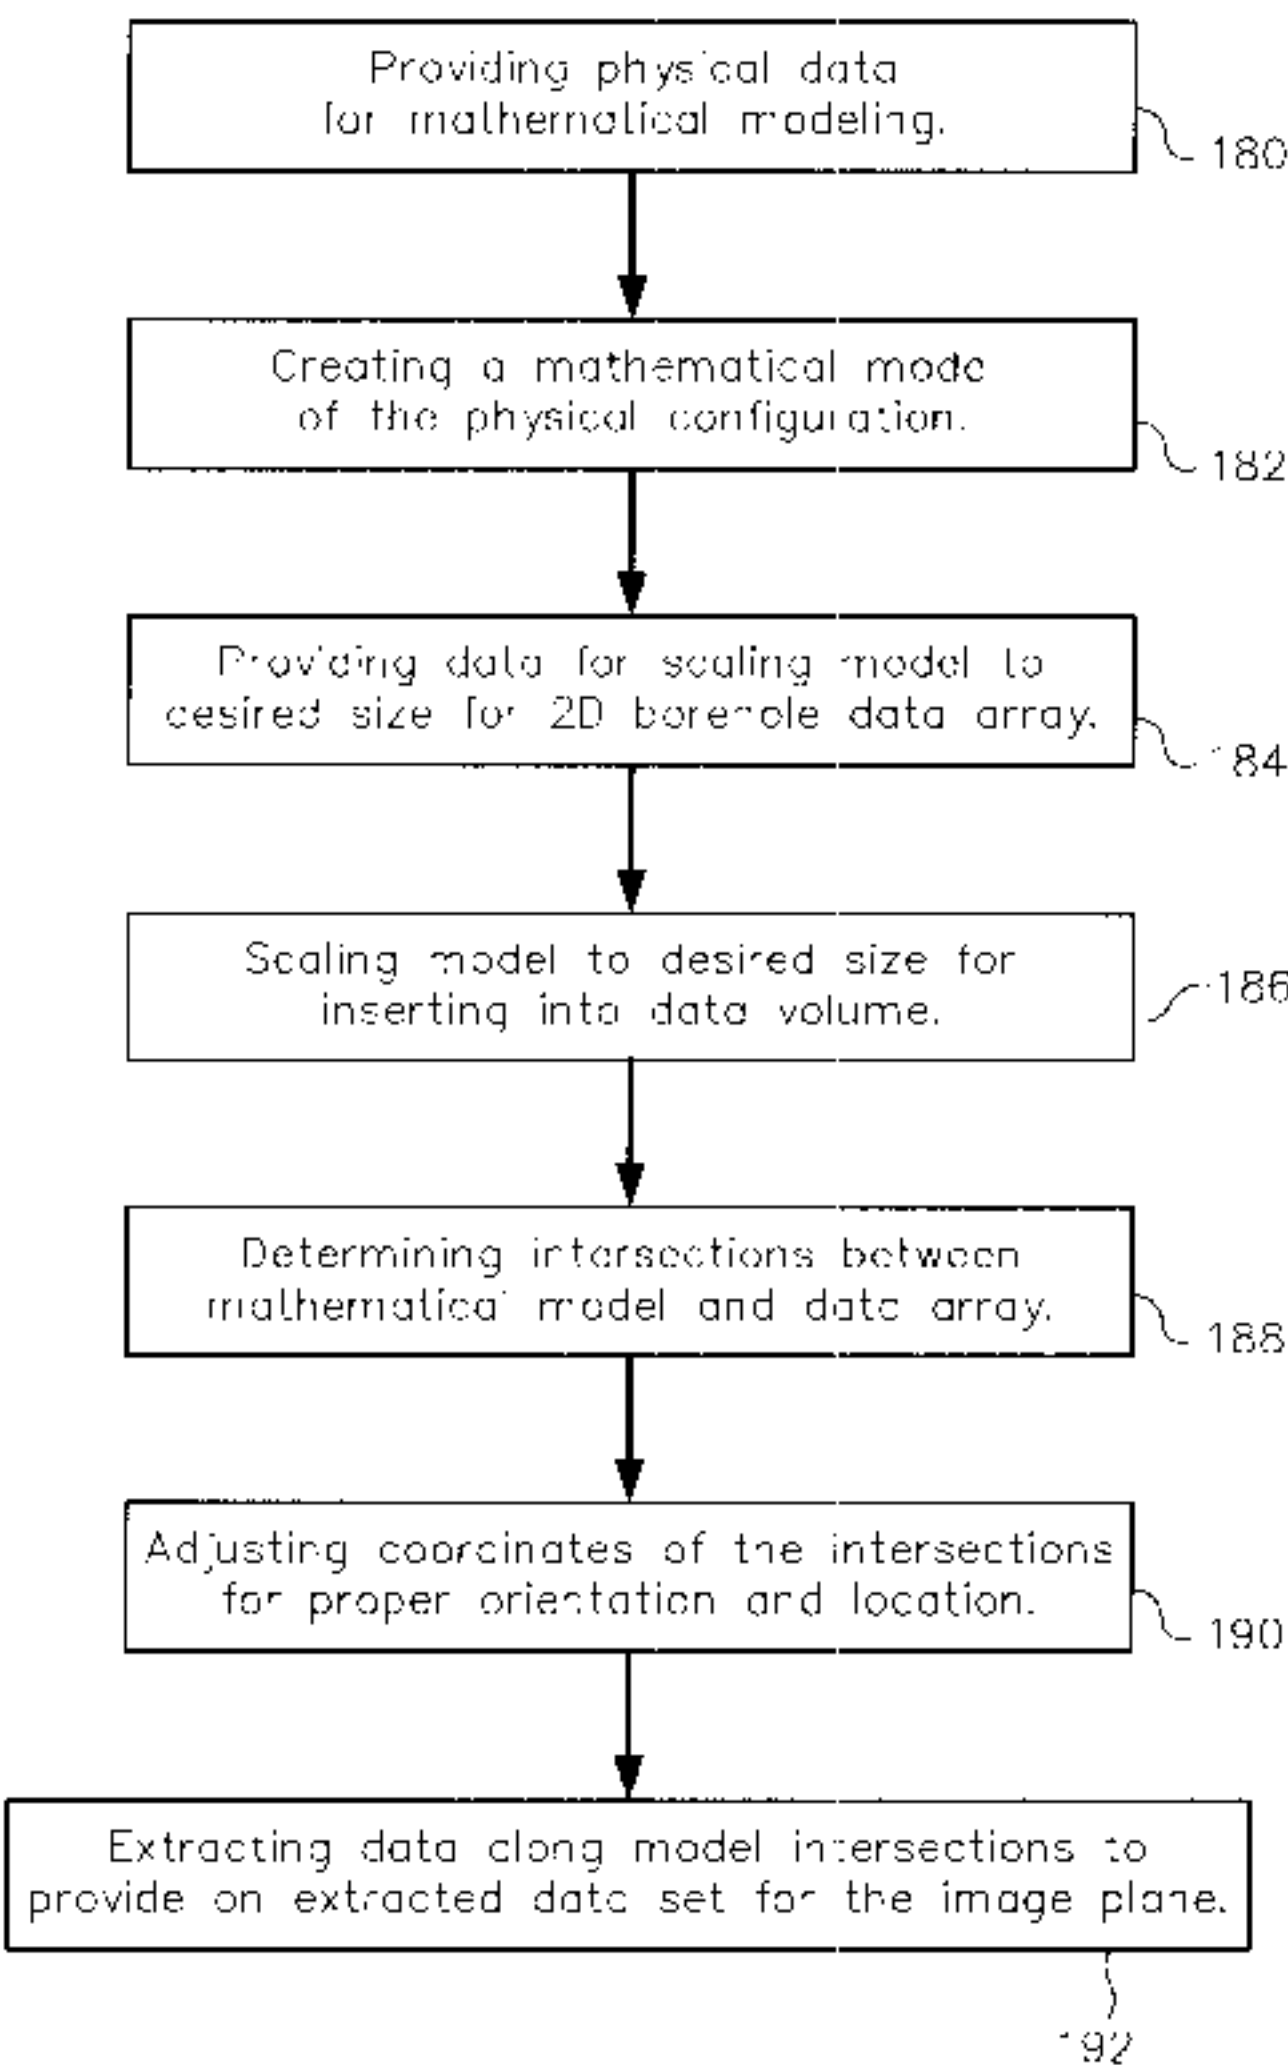 Providing physical data
for mathematical modeling.
180
Creating a mathematical mode
of the physical configuration.
182
Providing data for scaling model to
desired size for 2D borehole data array.
184
Scaling model to desired size for
inserting into data volume.
186
Determining intersections between
mathematical model and data array.
188
Adjusting coordinates of the intersections
for proper orientation and location.
190
Extracting data along model intersections to
provide an extracted data set for the image plane.
192